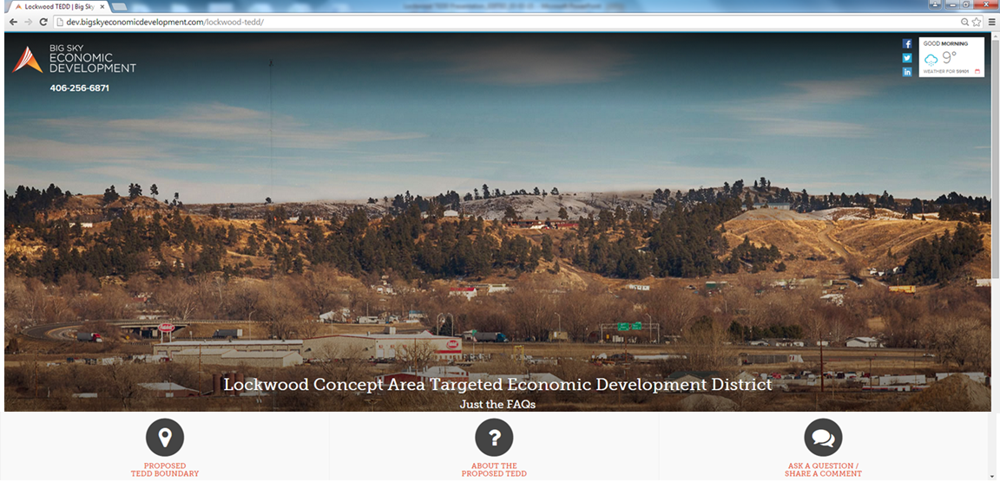 Lockwood TEDD | Big Sky
dev.bigskyeconomicdevelopment.com/lockwood-tedd/
BIG SKY
ECONOMIC
DEVELOPMENT
406-256-6871
GOOD MORNING
9°
WEATHER FOR 59101
Lockwood Concept Area Targeted Economic Development District
Just the FAQs
PROPOSED
TEDD BOUNDARY
ABOUT THE
PROPOSED TEDD
ASK A QUESTION /
SHARE A COMMENT